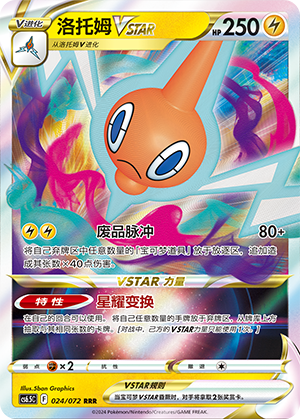 V进化 洛托姆VSTAR HP250
从洛托姆V进化
废品脉冲 80+
将自己弃牌区中任意数量的「宝可梦道具」放于放逐区,追加造
成其张数×40点伤害。
VSTAR力量
特性 星耀变换
在自己的回合可以使用。将自己任意数量的手牌放于弃牌区,从牌库上方
抽取与其相同张数的卡牌。[对战中,己方的VSTAR力量只能使用1次。]
弱点 ×2 抵抗力 撤退
Illus.5ban Graphics
VSTAR规则
当宝可梦VSTAR昏厥时,对手将拿取2张奖赏卡。
CS6.5C F 024/072 RRR
©2024 Pokémon/Nintendo/Creatures/GAME FREAK.